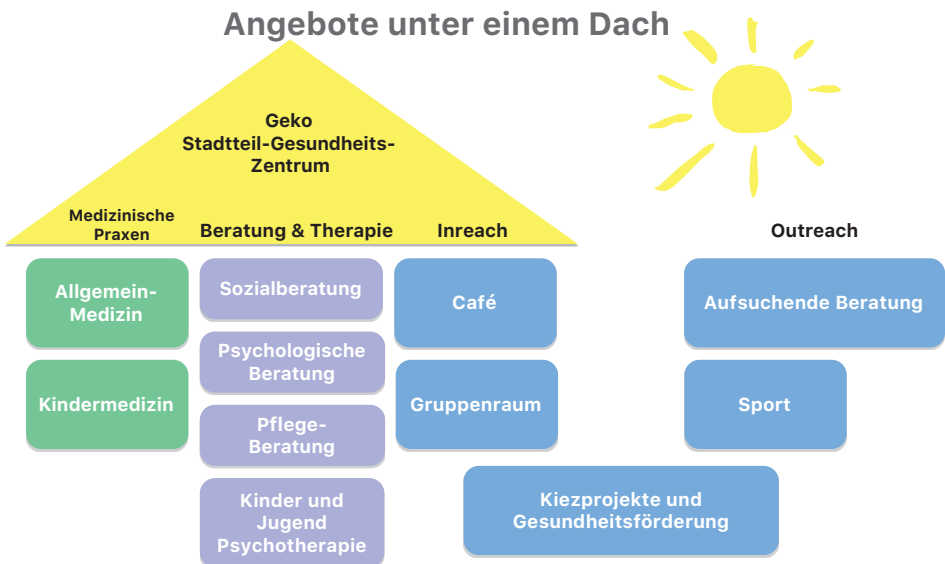 Angebote unter einem Dach
Geko
Stadtteil-Gesundheits-
Zentrum
Medizinische
Praxen
Beratung & Therapie
Inreach
Outreach
Allgemein-
Medizin
Kindermedizin
Sozialberatung
Psychologische
Beratung
Pflege-
Beratung
Kinder und
Jugend
Psychotherapie
Café
Gruppenraum
Aufsuchende Beratung
Sport
Kiezprojekte und
Gesundheitsförderung